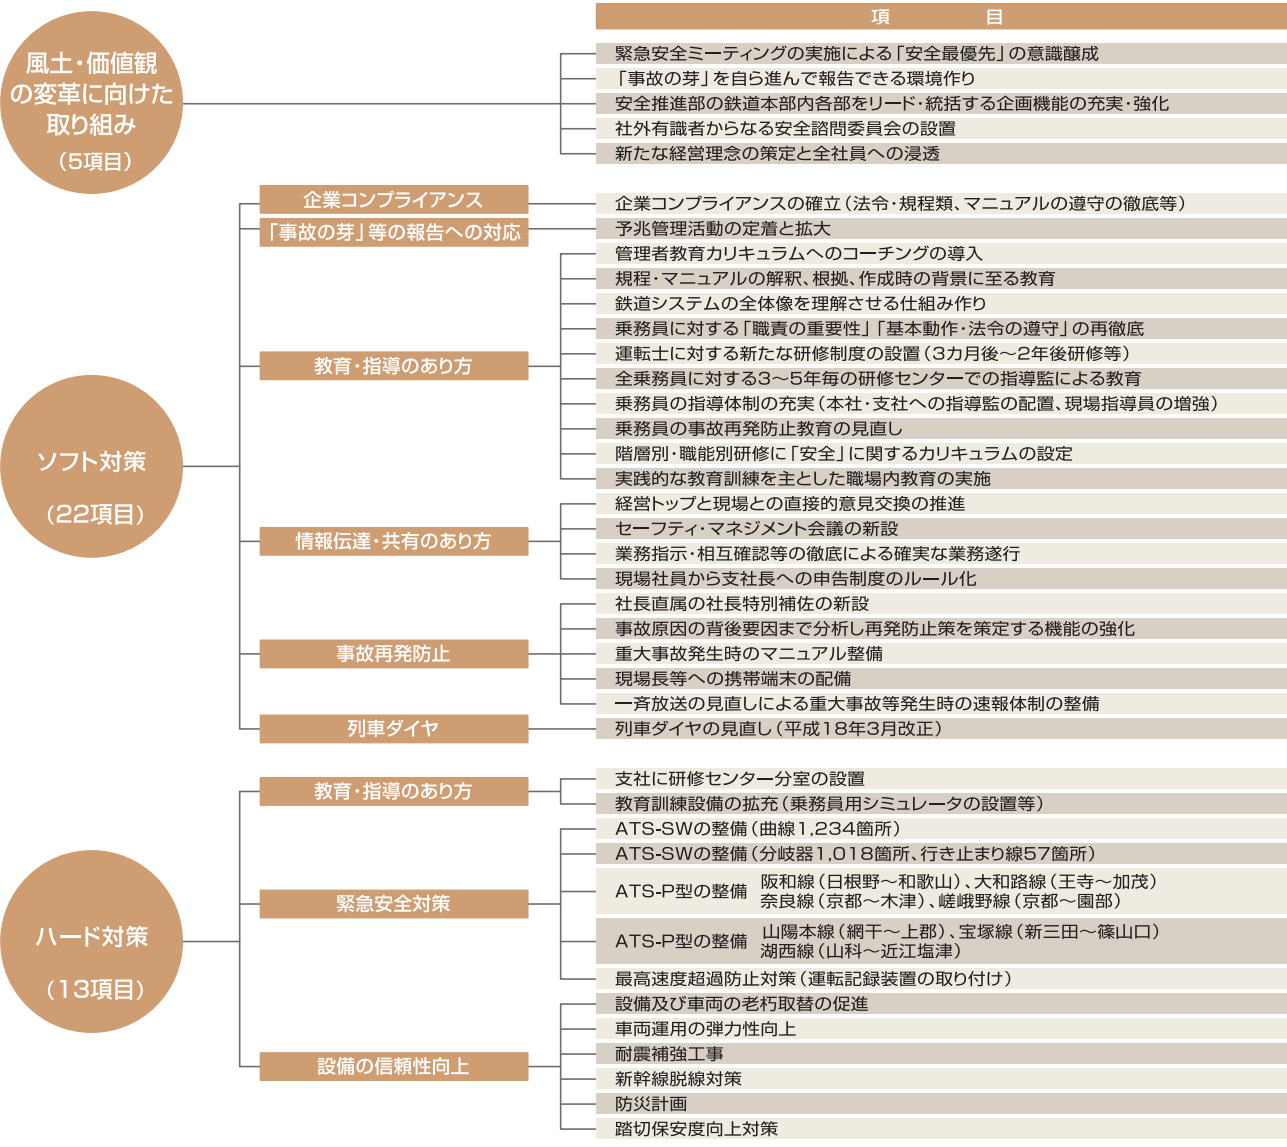 項　目
風土・価値観
の変革に向けた
取り組み
（5項目）
緊急安全ミーティングの実施による「安全最優先」の意識醸成
「事故の芽」を自ら進んで報告できる環境作り
安全推進部の鉄道本部内各部をリード・統括する企画機能の充実・強化
社外有識者からなる安全諮問委員会の設置
新たな経営理念の策定と全社員への浸透
ソフト対策
（22項目）
企業コンプライアンス
企業コンプライアンスの確立（法令・規程類、マニュアルの遵守の徹底等）
「事故の芽」等の報告への対応
予兆管理活動の定着と拡大
教育・指導のあり方
管理者教育カリキュラムへのコーチングの導入
規程・マニュアルの解釈、根拠、作成時の背景に至る教育
鉄道システムの全体像を理解させる仕組み作り
乗務員に対する「職責の重要性」「基本動作・法令の遵守」の再徹底
運転士に対する新たな研修制度の設置（3カ月後～2年後研修等）
全乗務員に対する3～5年毎の研修センターでの指導監による教育
乗務員の指導体制の充実（本社・支社への指導監の配置、現場指導員の増強）
乗務員の事故再発防止教育の見直し
階層別・職能別研修に「安全」に関するカリキュラムの設定
実践的な教育訓練を主とした職場内教育の実施
情報伝達・共有のあり方
経営トップと現場との直接的意見交換の推進
セーフティ・マネジメント会議の新設
業務指示・相互確認等の徹底による確実な業務遂行
現場社員から支社長への申告制度のルール化
事故再発防止
社長直属の社長特別補佐の新設
事故原因の背後要因まで分析し再発防止策を策定する機能の強化
重大事故発生時のマニュアル整備
現場長等への携帯端末の配備
一斉放送の見直しによる重大事故等発生時の速報体制の整備
列車ダイヤ
列車ダイヤの見直し（平成18年3月改正）
ハード対策
（13項目）
教育・指導のあり方
支社に研修センター分室の設置
教育訓練設備の拡充（乗務員用シミュレータの設置等）
緊急安全対策
ATS-SWの整備（曲線1,234箇所）
ATS-SWの整備（分岐器1,018箇所、行き止まり線57箇所）
ATS-P型の整備　阪和線（日根野～和歌山）、大和路線（王寺～加茂）
奈良線（京都～木津）、嵯峨野線（京都～園部）
ATS-P型の整備　山陽本線（網干～上郡）、宝塚線（新三田～篠山口）
湖西線（山科～近江塩津）
最高速度超過防止対策（運転記録装置の取り付け）
設備の信頼性向上
設備及び車両の老朽取替の促進
車両運用の弾力性向上
耐震補強工事
新幹線脱線対策
防災計画
踏切保安度向上対策